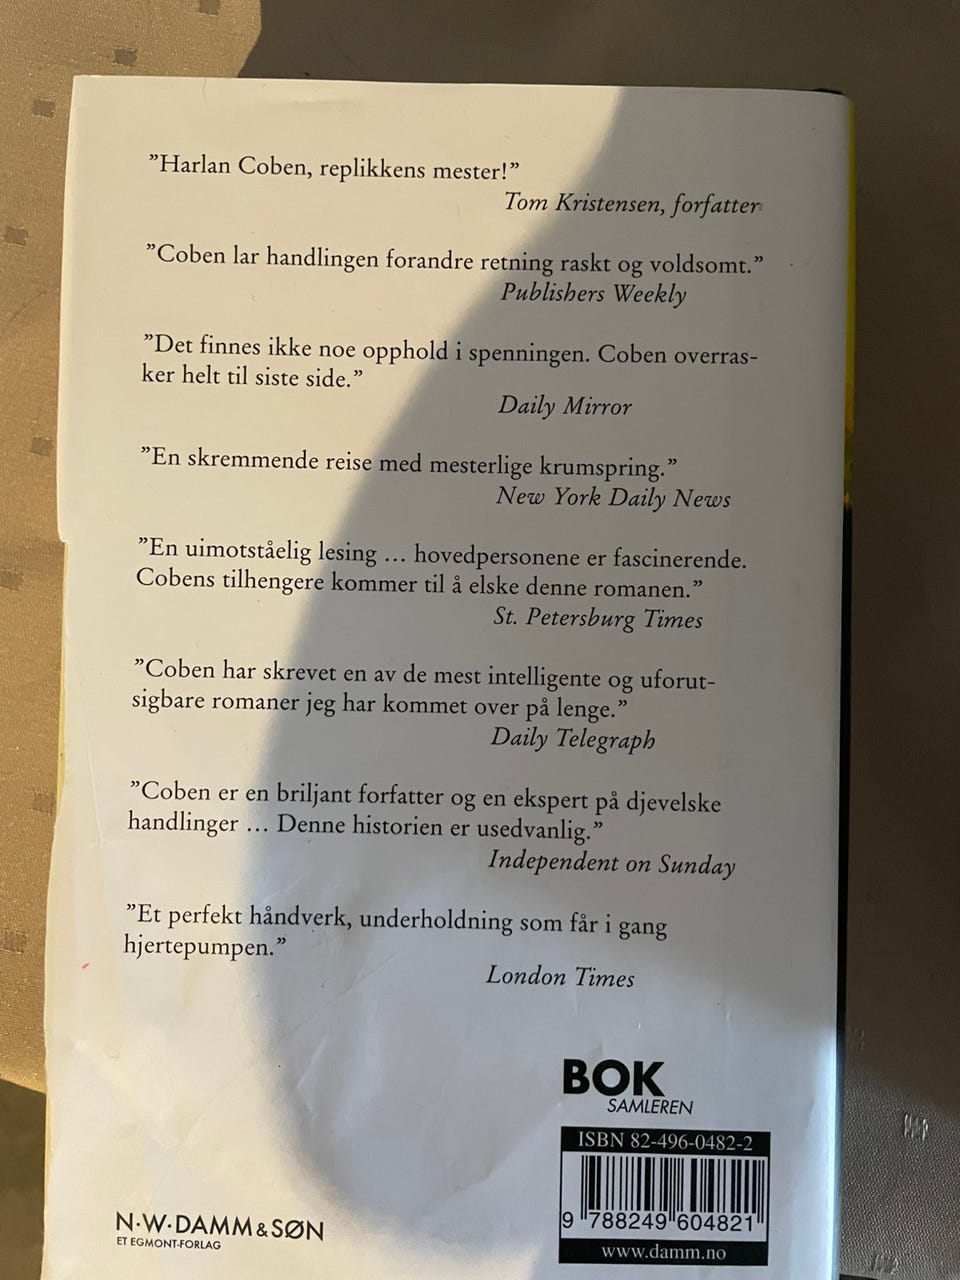 ”Harlan Coben, replikkens mester!”
Tom Kristensen, forfatter
”Coben lar handlingen forandre retning raskt og voldsomt.”
Publishers Weekly
”Det finnes ikke noe opphold i spenningen. Coben overras-
ker helt til siste side.”
Daily Mirror
”En skremmende reise med mesterlige krumspring.”
New York Daily News
”En uimotståelig lesing ... hovedpersonene er fascinerende.
Cobens tilhengere kommer til å elske denne romanen.”
St. Petersburg Times
”Coben har skrevet en av de mest intelligente og uforut-
sigbare romaner jeg har kommet over på lenge.”
Daily Telegraph
”Coben er en briljant forfatter og en ekspert på djevelske
handlinger ... Denne historien er usedvanlig.”
Independent on Sunday
”Et perfekt håndverk, underholdning som får i gang
hjertepumpen.”
London Times
BOK
SAMLEREN
ISBN 82-496-0482-2
9 788249 604821
www.damm.no
N·W·DAMM & SØN
ET EGMONT-FORLAG